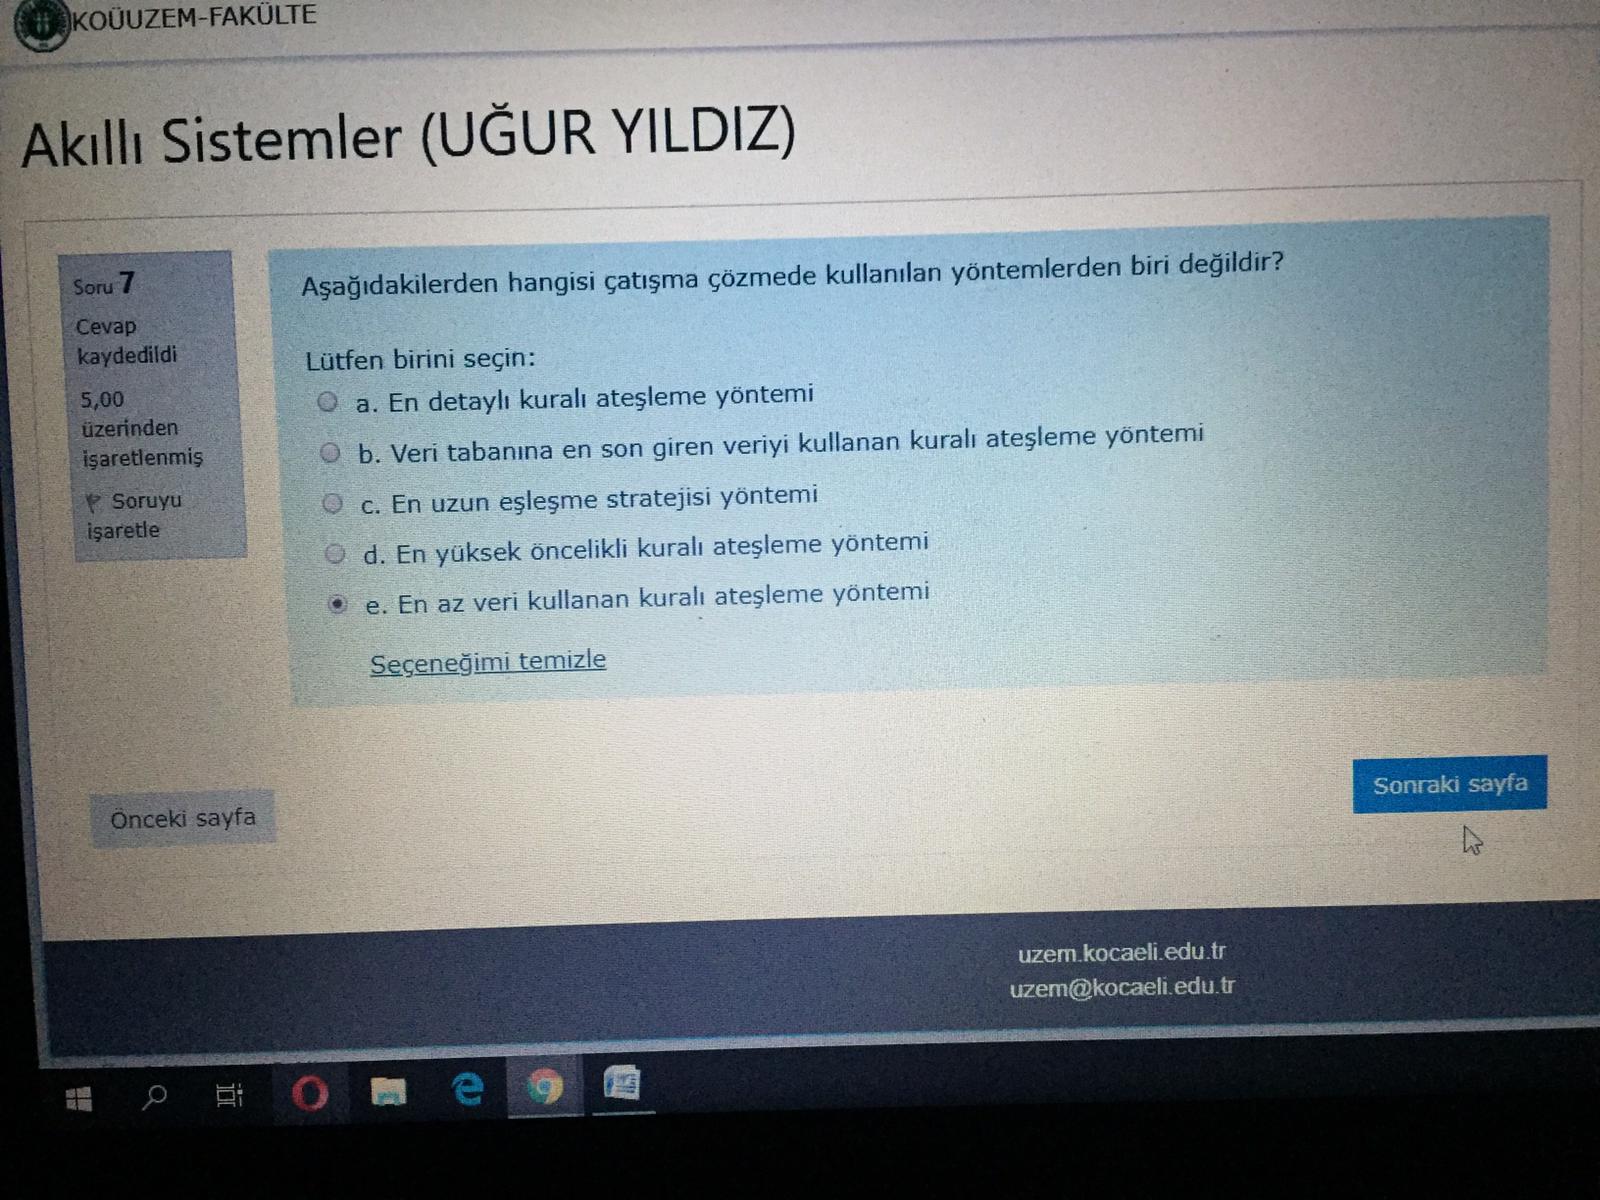 KOÜUZEM-FAKÜLTE
Akıllı Sistemler (UĞUR YILDIZ)
Soru 7
Cevap
kaydedildi
5,00
üzerinden
işaretlenmiş
Soruyu
işaretle
Aşağıdakilerden hangisi çatışma çözmede kullanılan yöntemlerden biri değildir?
Lütfen birini seçin:
a. En detaylı kuralı ateşleme yöntemi
b. Veri tabanına en son giren veriyi kullanan kuralı ateşleme yöntemi
c. En uzun eşleşme stratejisi yöntemi
d. En yüksek öncelikli kuralı ateşleme yöntemi
e. En az veri kullanan kuralı ateşleme yöntemi
Seçeneğimi temizle
Önceki sayfa
Sonraki sayfa
uzem.kocaeli.edu.tr
uzem@kocaeli.edu.tr